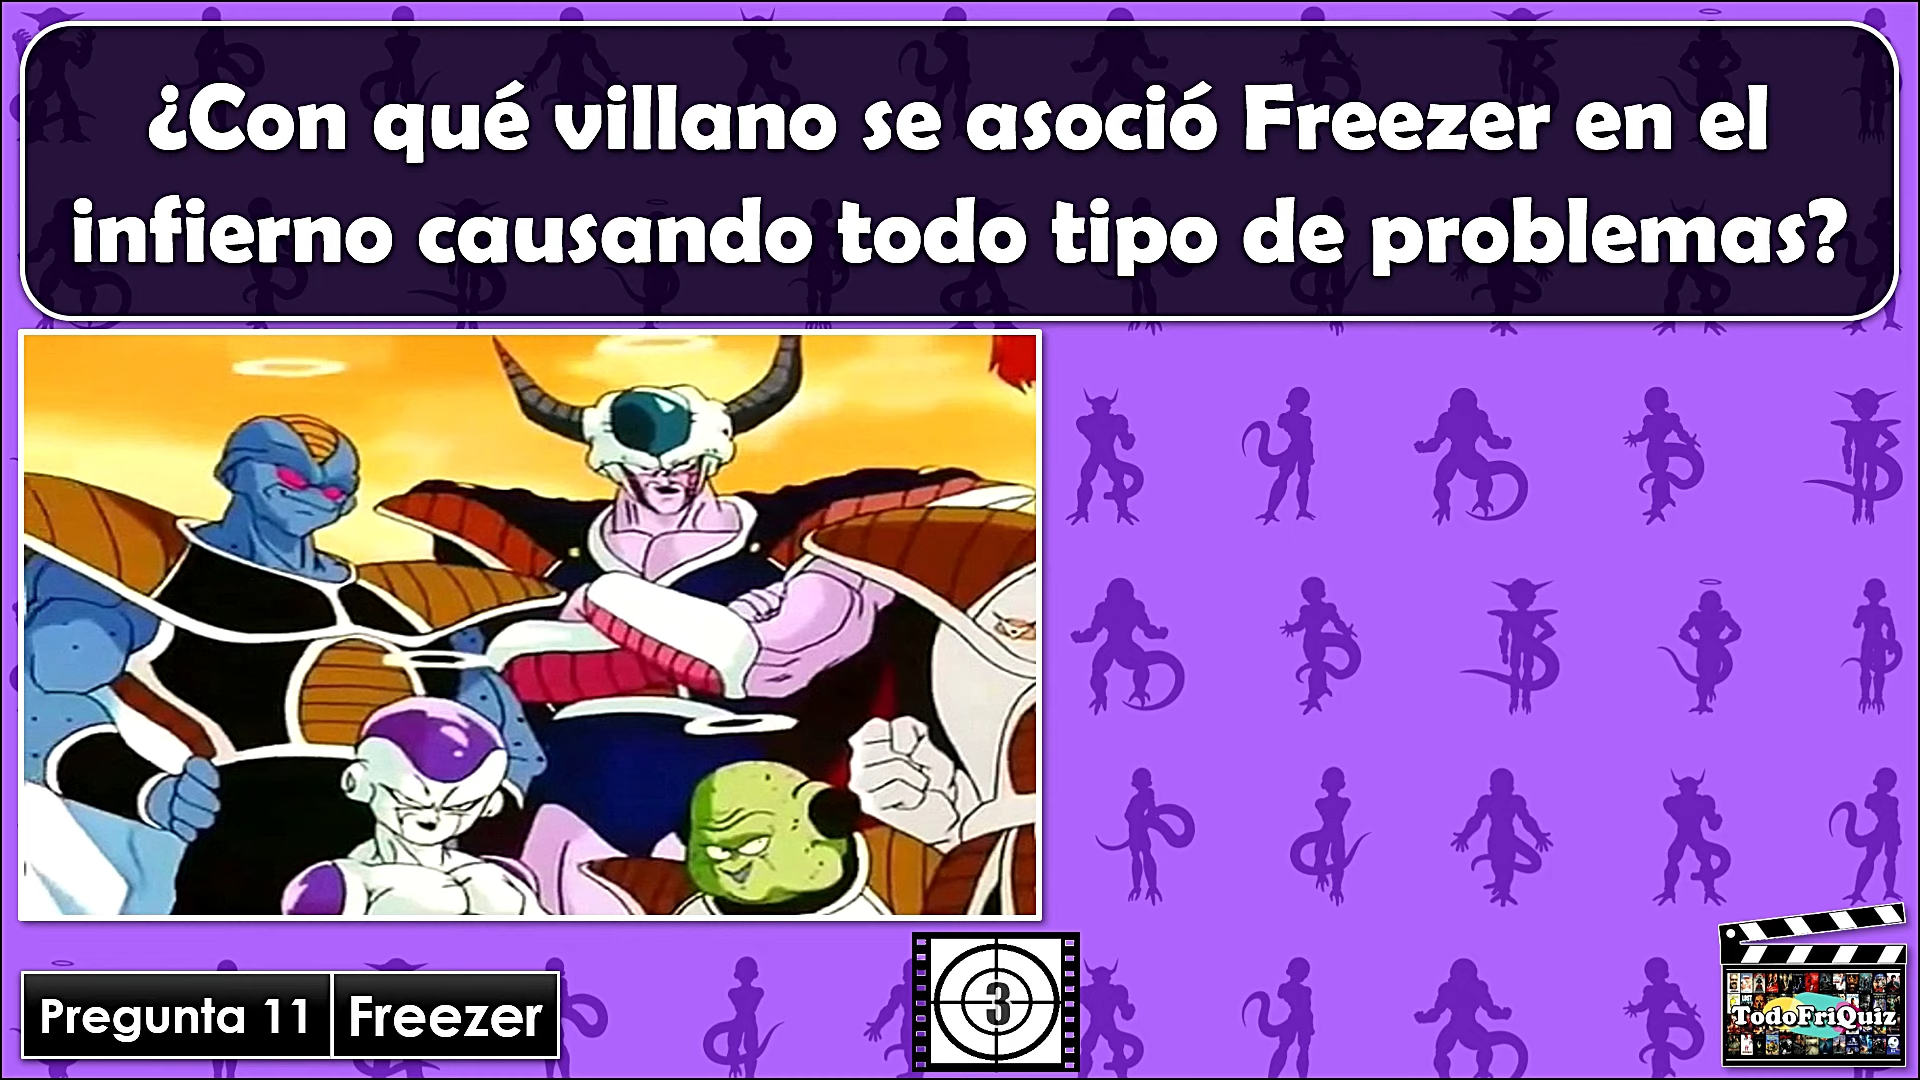 ¿Con qué villano se asoció Freezer en el
infierno causando todo tipo de problemas?
Pregunta 11 Freezer
3
TodoFriQuiz